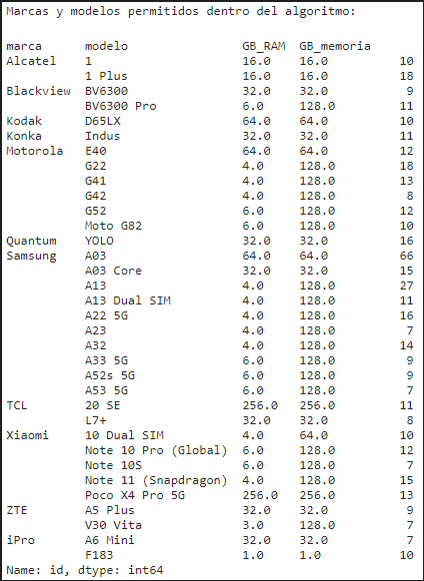 Marcas y modelos permitidos dentro del algoritmo:
marca modelo GB_RAM GB_memoria
Alcatel 1 16.0 16.0 10
1 Plus 16.0 16.0 18
Blackview BV6300 32.0 32.0 9
BV6300 Pro 6.0 128.0 11
Kodak D65LX 64.0 64.0 10
Konka Indus 32.0 32.0 11
Motorola E40 64.0 64.0 12
G22 4.0 128.0 18
G41 4.0 128.0 13
G42 4.0 128.0 8
G52 6.0 128.0 12
Moto G82 6.0 128.0 10
Quantum YOLO 32.0 32.0 16
Samsung A03 64.0 64.0 66
A03 Core 32.0 32.0 15
A13 4.0 128.0 27
A13 Dual SIM 4.0 128.0 11
A22 5G 4.0 128.0 16
A23 4.0 128.0 7
A32 4.0 128.0 14
A33 5G 6.0 128.0 9
A52s 5G 6.0 128.0 9
A53 5G 6.0 128.0 7
TCL 20 SE 256.0 256.0 11
L7+ 32.0 32.0 8
Xiaomi 10 Dual SIM 4.0 64.0 10
Note 10 Pro (Global) 6.0 128.0 12
Note 10S 6.0 128.0 7
Note 11 (Snapdragon) 4.0 128.0 15
Poco X4 Pro 5G 256.0 256.0 13
ZTE A5 Plus 32.0 32.0 9
V30 Vita 3.0 128.0 7
iPro A6 Mini 32.0 32.0 7
F183 1.0 1.0 10
Name: id, dtype: int64